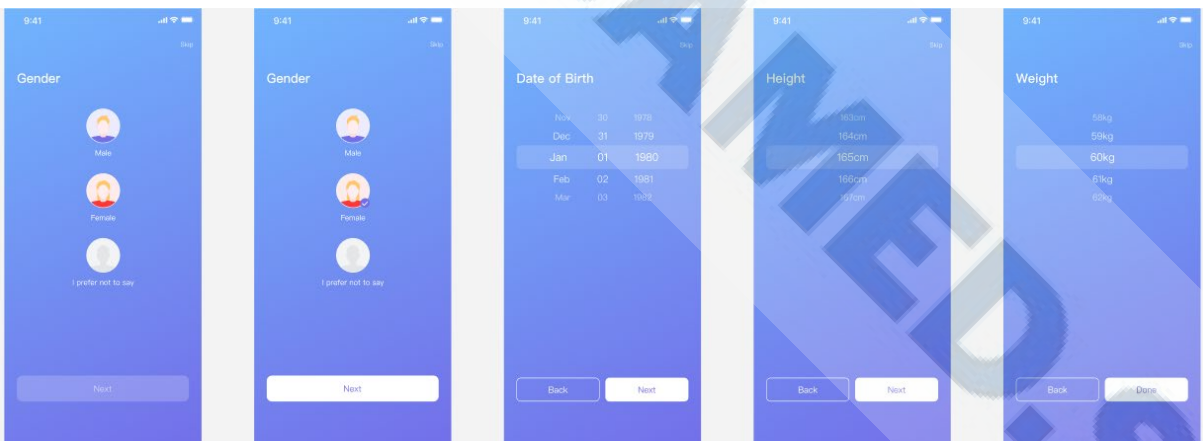 9:41
Skip
Gender
Male
Female
I prefer not to say
Next
9:41
Skip
Gender
Male
Female
I prefer not to say
Next
9:41
Skip
Date of Birth
Nov 30 1978
Dec 31 1979
Jan 01 1980
Feb 02 1981
Mar 03 1982
Back Next
9:41
Skip
Height
163cm
164cm
165cm
166cm
167cm
Back Next
9:41
Skip
Weight
58kg
59kg
60kg
61kg
62kg
Back Done
AMED